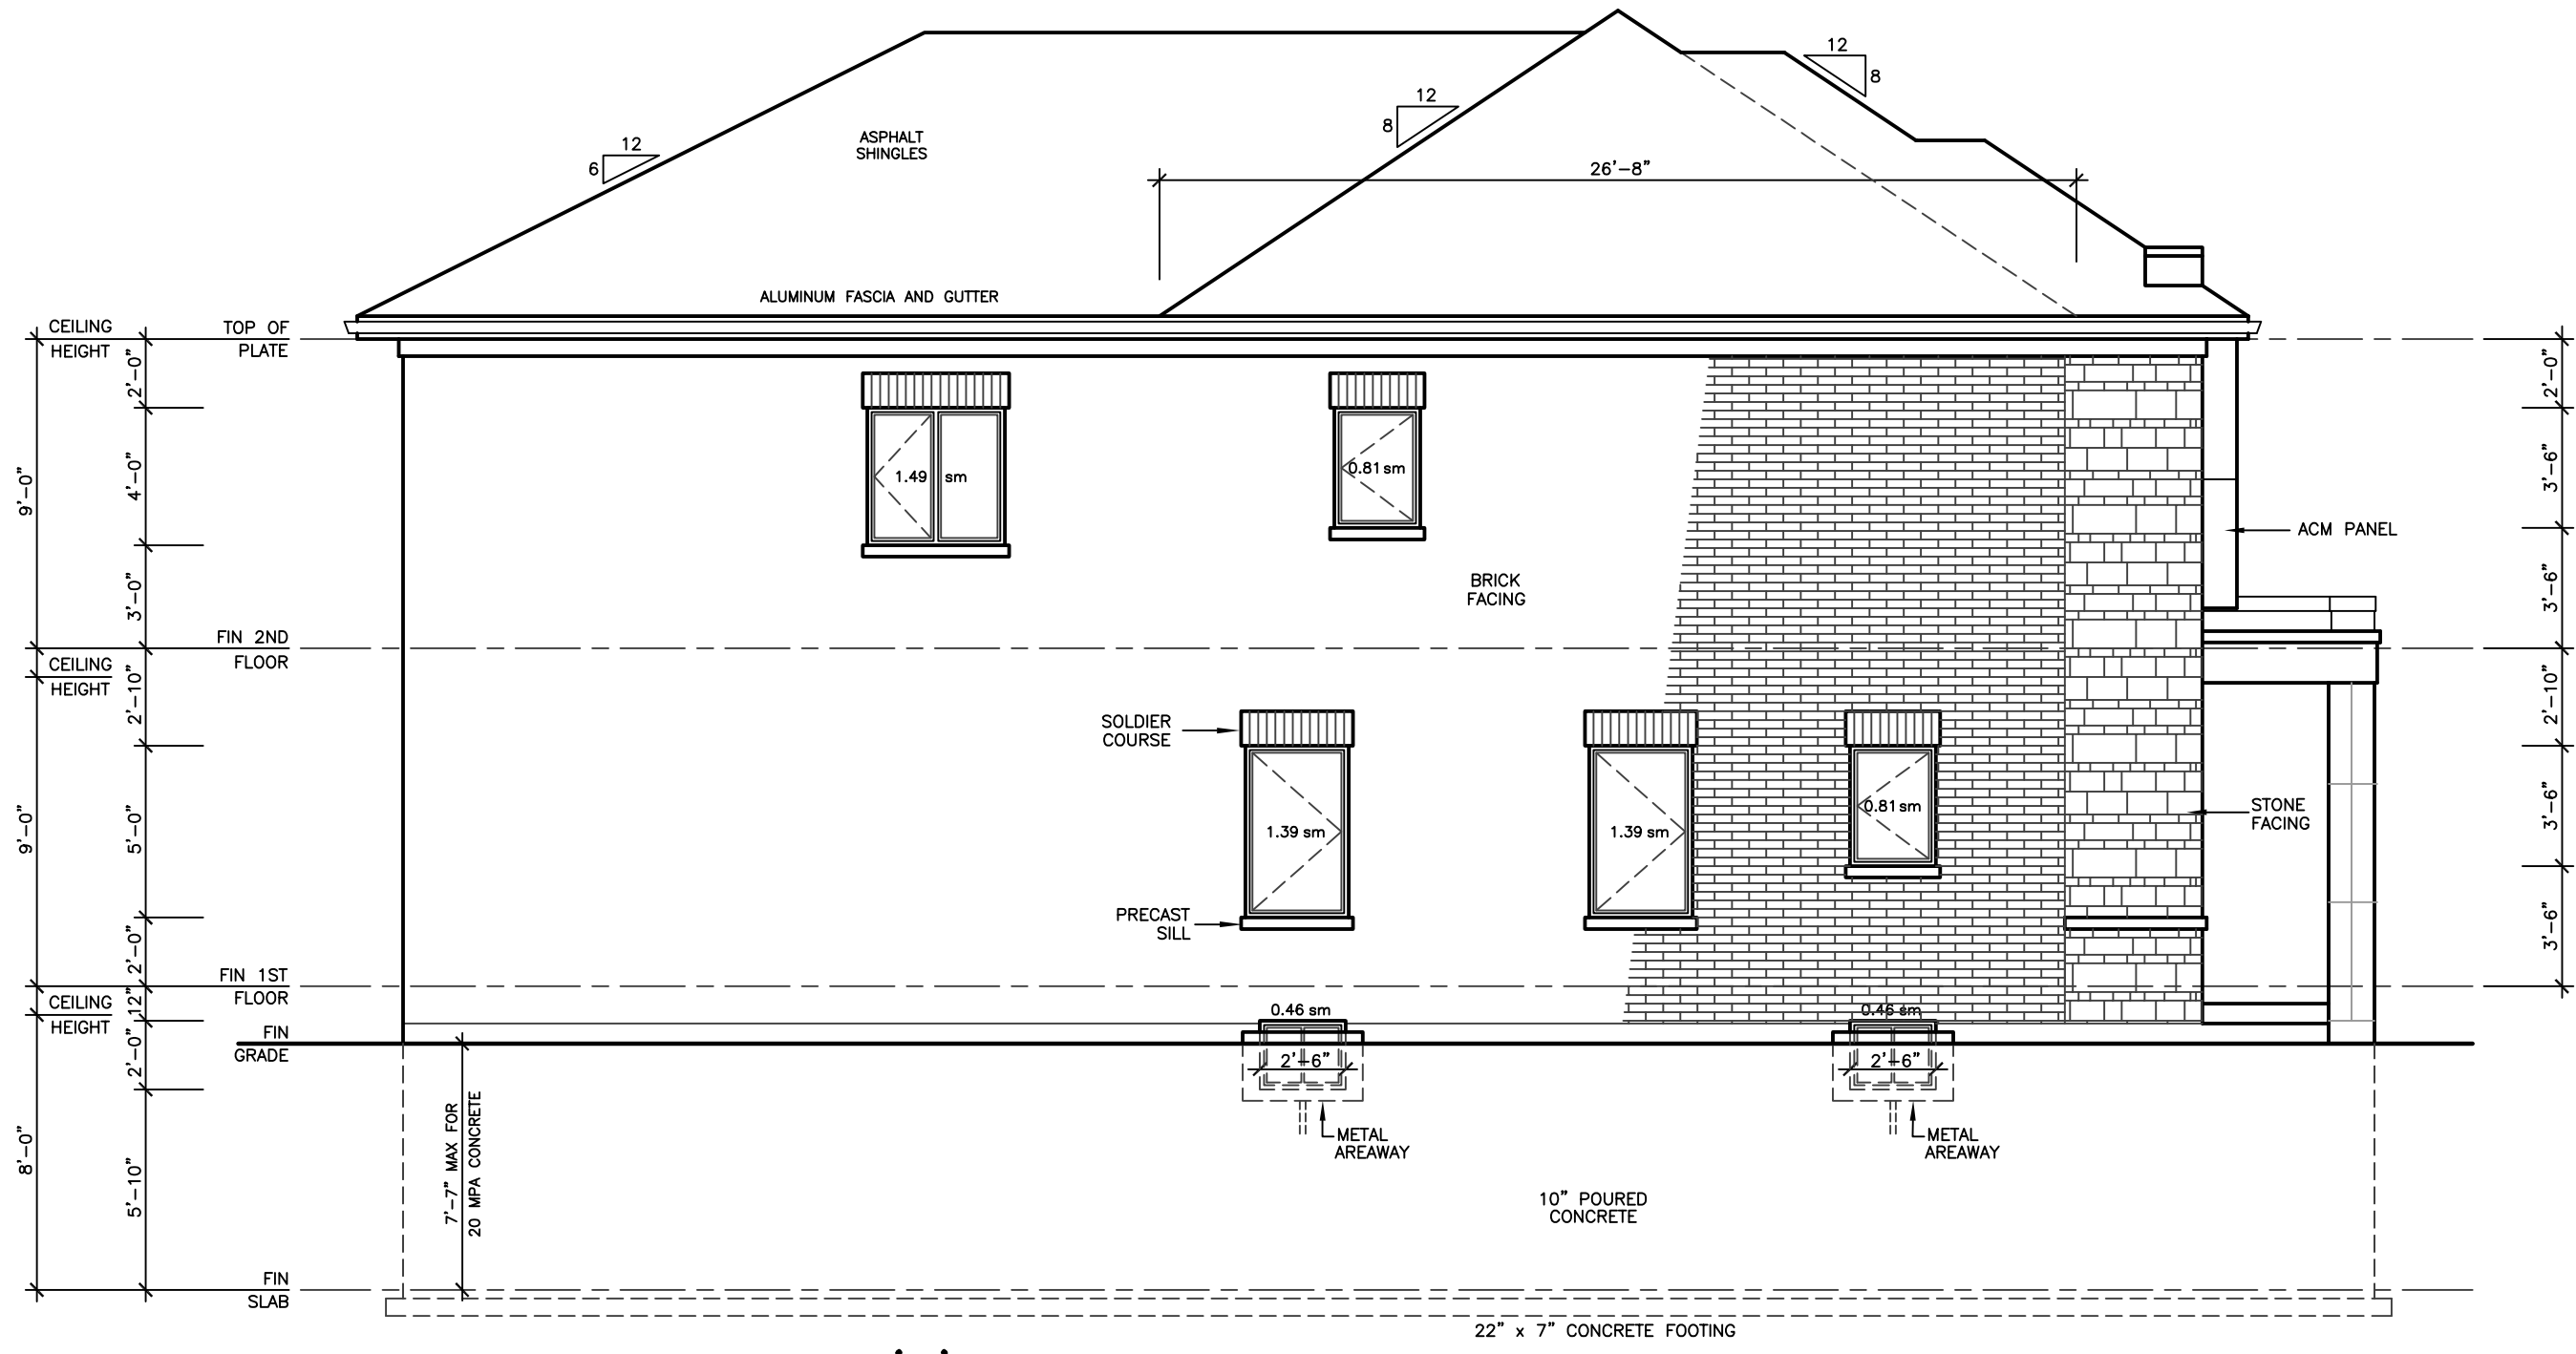 12
8
12
8
12
6
ASPHALT
SHINGLES
26'-8"
ALUMINUM FASCIA AND GUTTER
CEILING
HEIGHT
TOP OF
PLATE
2'-0"
4'-0"
3'-0"
9'-0"
1.49 sm
0.81 sm
2'-0"
3'-6"
3'-6"
ACM PANEL
BRICK
FACING
FIN 2ND
FLOOR
CEILING
HEIGHT
2'-10"
5'-0"
2'-0"
9'-0"
SOLDIER
COURSE
1.39 sm
1.39 sm
0.81 sm
PRECAST
SILL
STONE
FACING
2'-10"
3'-6"
3'-6"
FIN 1ST
FLOOR
CEILING
HEIGHT
12"
2'-0"
5'-10"
8'-0"
FIN
GRADE
0.46 sm
0.46 sm
2'-6"
2'-6"
METAL
AREAWAY
METAL
AREAWAY
7'-7" MAX FOR
20 MPA CONCRETE
10" POURED
CONCRETE
FIN
SLAB
22" x 7" CONCRETE FOOTING